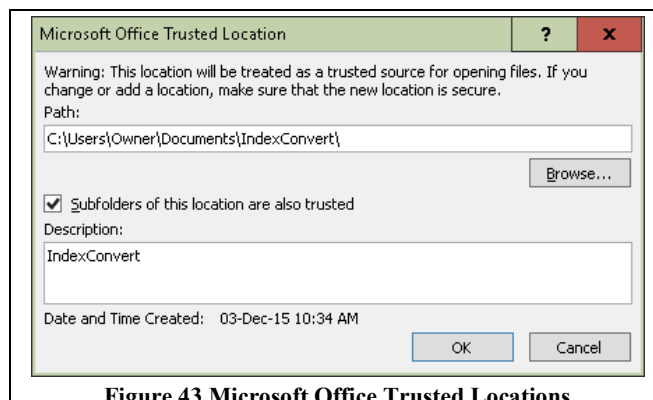 Microsoft Office Trusted Location
?
x
Warning: This location will be treated as a trusted source for opening files. If you
change or add a location, make sure that the new location is secure.
Path:
C:\Users\Owner\Documents\IndexConvert\
Browse...
Subfolders of this location are also trusted
Description:
IndexConvert
Date and Time Created: 03-Dec-15 10:34 AM
OK
Cancel
Figure 43 Microsoft Office Trusted Locations